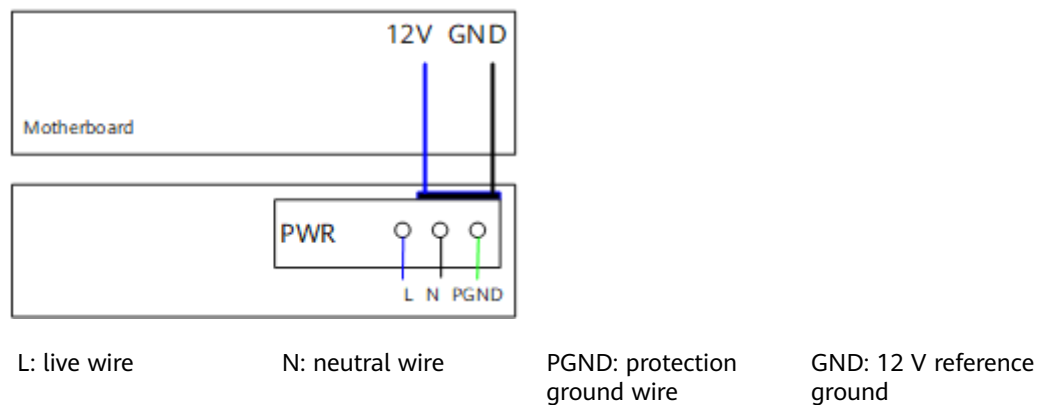 12V GND
Motherboard
PWR
L N PGND
L: live wire
N: neutral wire
PGND: protection
ground wire
GND: 12 V reference
ground